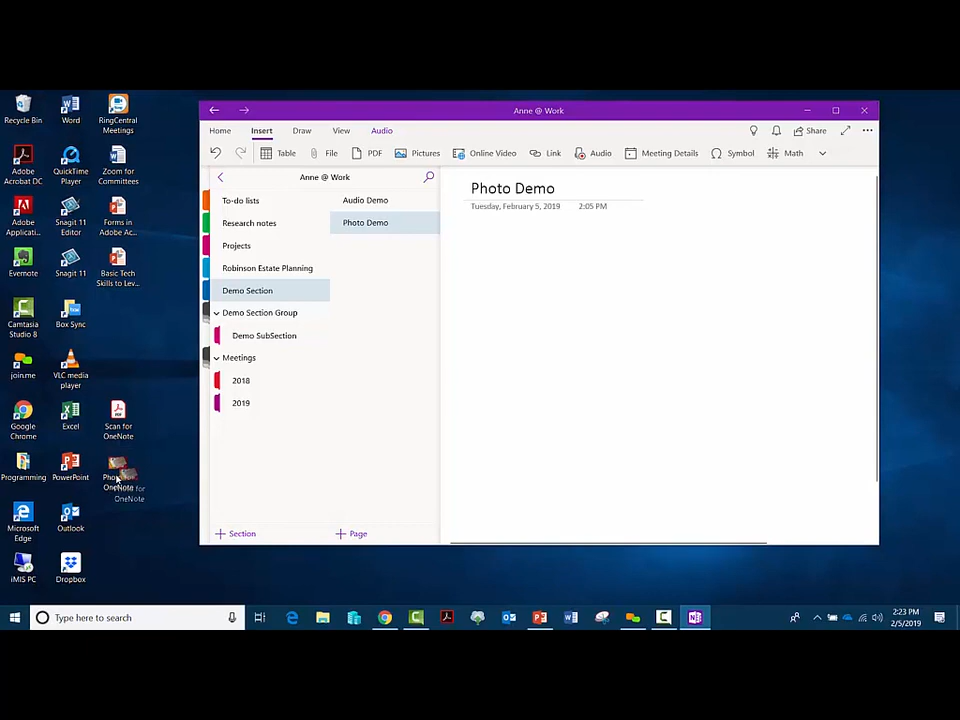 Recycle Bin
Word
RingCentral
Meetings
Adobe
Acrobat DC
QuickTime
Player
Zoom for
Committees
Adobe
Applicati...
Snagit 11
Editor
Forms in
Adobe Ac...
Evernote
Snagit 11
Basic Tech
Skills to Lev...
Camtasia
Studio 8
Box Sync
join.me
VLC media
player
Google
Chrome
Excel
Scan for
OneNote
Programming
PowerPoint
OneNote
OneNote
Microsoft
Edge
Outlook
iMIS PC
Dropbox
Anne @ Work
Home
Insert
Draw
View
Audio
Share
Table
File
PDF
Pictures
Online Video
Link
Audio
Meeting Details
Symbol
Math
Anne @ Work
To-do lists
Research notes
Projects
Robinson Estate Planning
Demo Section
Demo Section Group
Demo SubSection
Meetings
2018
2019
Audio Demo
Photo Demo
+ Section
+ Page
Photo Demo
Tuesday, February 5, 2019 2:05 PM
Type here to search
2:23 PM
2/5/2019